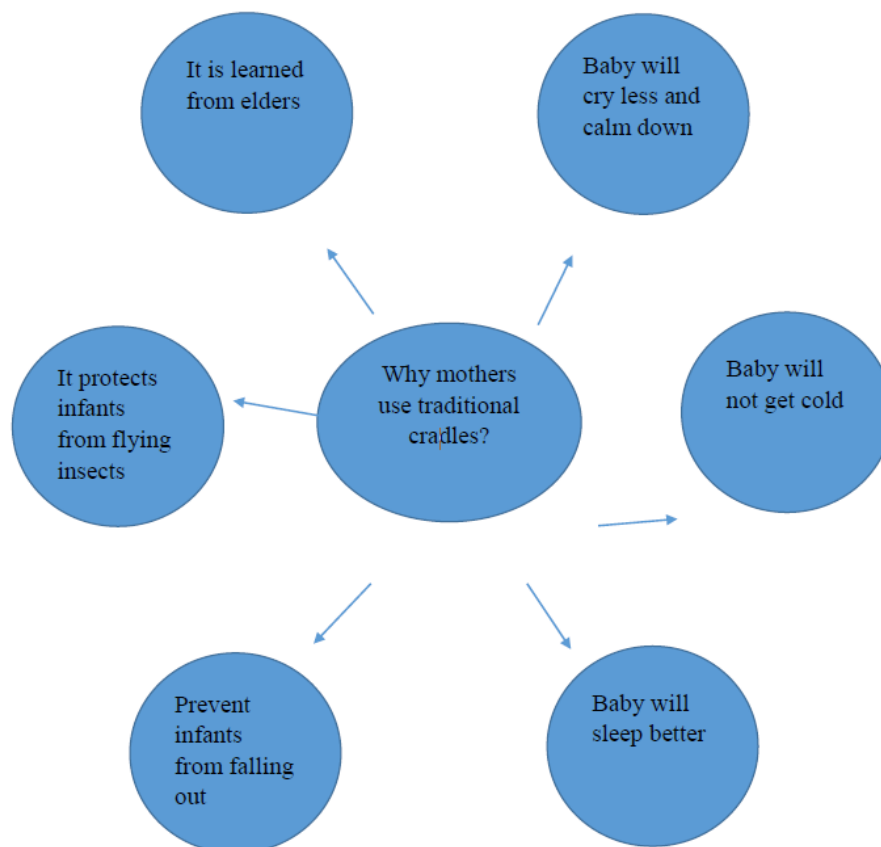 It is learned
from elders
Baby will
cry less and
calm down
It protects
infants
from flying
insects
Why mothers
use traditional
cradles?
Baby will
not get cold
Prevent
infants
from falling
out
Baby will
sleep better